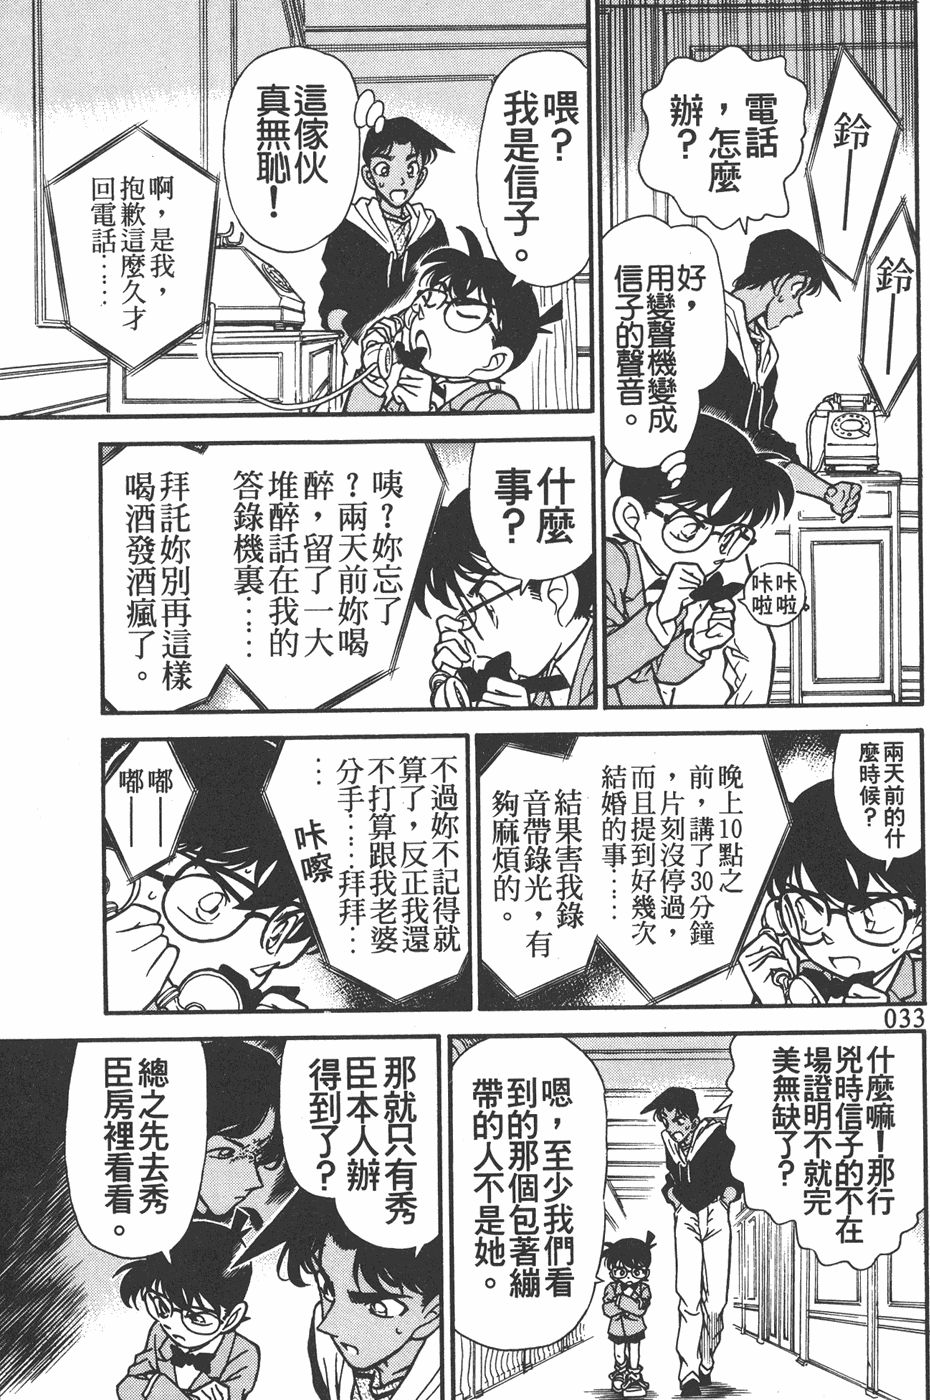 鈴——
鈴——
電話
，怎麼
辦？
好，
用變聲機變成
信子的聲音。
咔啦
咔啦。
喂？
我是信子。
這傢伙
真無恥！
啊，是我，
抱歉這麼久才
回電話……
什麼
事？
咦？妳忘了
？兩天前妳喝
醉，留了一大
堆醉話在我的
答錄機裏……
拜託妳別再這樣
喝酒發酒瘋了。
兩天前的什
麼時候？
晚上10點之
前，講了30分鐘
，片刻沒停過，
而且提到好幾次
結婚的事……
結果害我錄
音帶錄光，有
夠麻煩的。
不過妳不記得就
算了，反正我還
不打算跟我老婆
分手……拜拜…
…
咔嚓
嘟——
嘟——
033
什麼嘛！那行
兇時信子的不在
場證明不就完
美無缺了？
嗯，至少我們看
到的那個包著繃
帶的人不是她。
那就只有秀
臣本人辦
得到了？
總之先去秀
臣房裡看看。